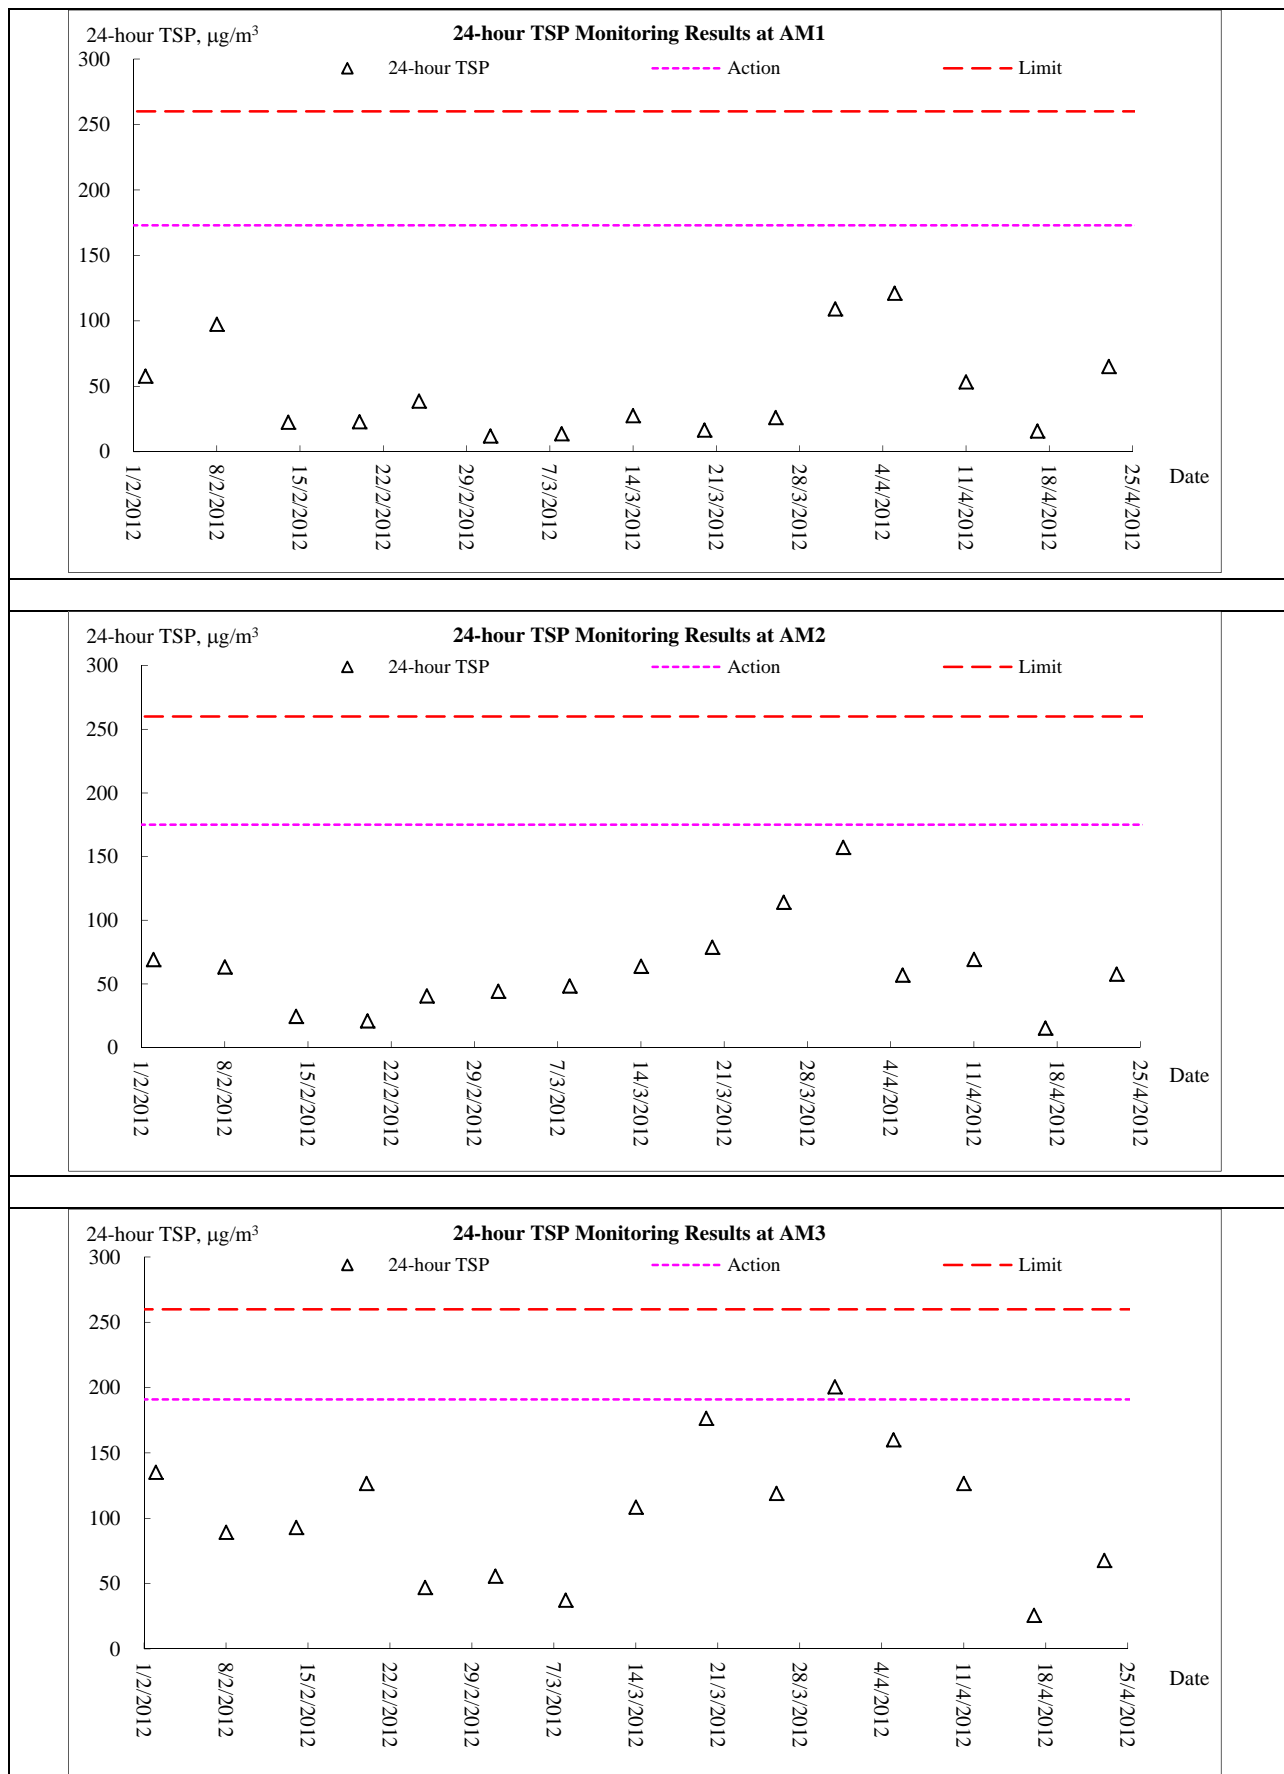 24-hour TSP, μg/m³ 24-hour TSP Monitoring Results at AM1
24-hour TSP Action Limit
300
250
200
150
100
50
0
1/2/2012 8/2/2012 15/2/2012 22/2/2012 29/2/2012 7/3/2012 14/3/2012 21/3/2012 28/3/2012 4/4/2012 11/4/2012 18/4/2012 25/4/2012 Date
24-hour TSP, μg/m³ 24-hour TSP Monitoring Results at AM2
24-hour TSP Action Limit
300
250
200
150
100
50
0
1/2/2012 8/2/2012 15/2/2012 22/2/2012 29/2/2012 7/3/2012 14/3/2012 21/3/2012 28/3/2012 4/4/2012 11/4/2012 18/4/2012 25/4/2012 Date
24-hour TSP, μg/m³ 24-hour TSP Monitoring Results at AM3
24-hour TSP Action Limit
300
250
200
150
100
50
0
1/2/2012 8/2/2012 15/2/2012 22/2/2012 29/2/2012 7/3/2012 14/3/2012 21/3/2012 28/3/2012 4/4/2012 11/4/2012 18/4/2012 25/4/2012 Date